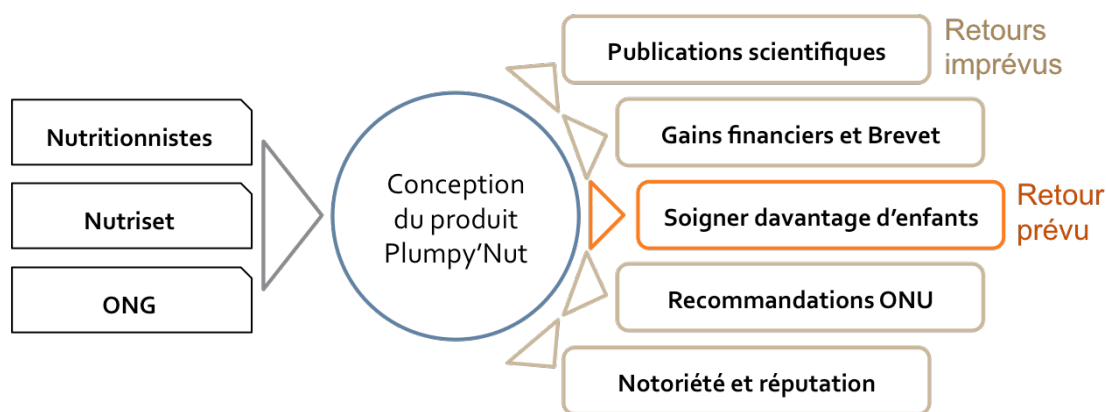 Nutritionnistes
Nutriset
ONG
Conception
du produit
Plumpy’Nut
Publications scientifiques
Retours
imprévus
Gains financiers et Brevet
Soigner davantage d’enfants
Retour
prévu
Recommandations ONU
Notoriété et réputation